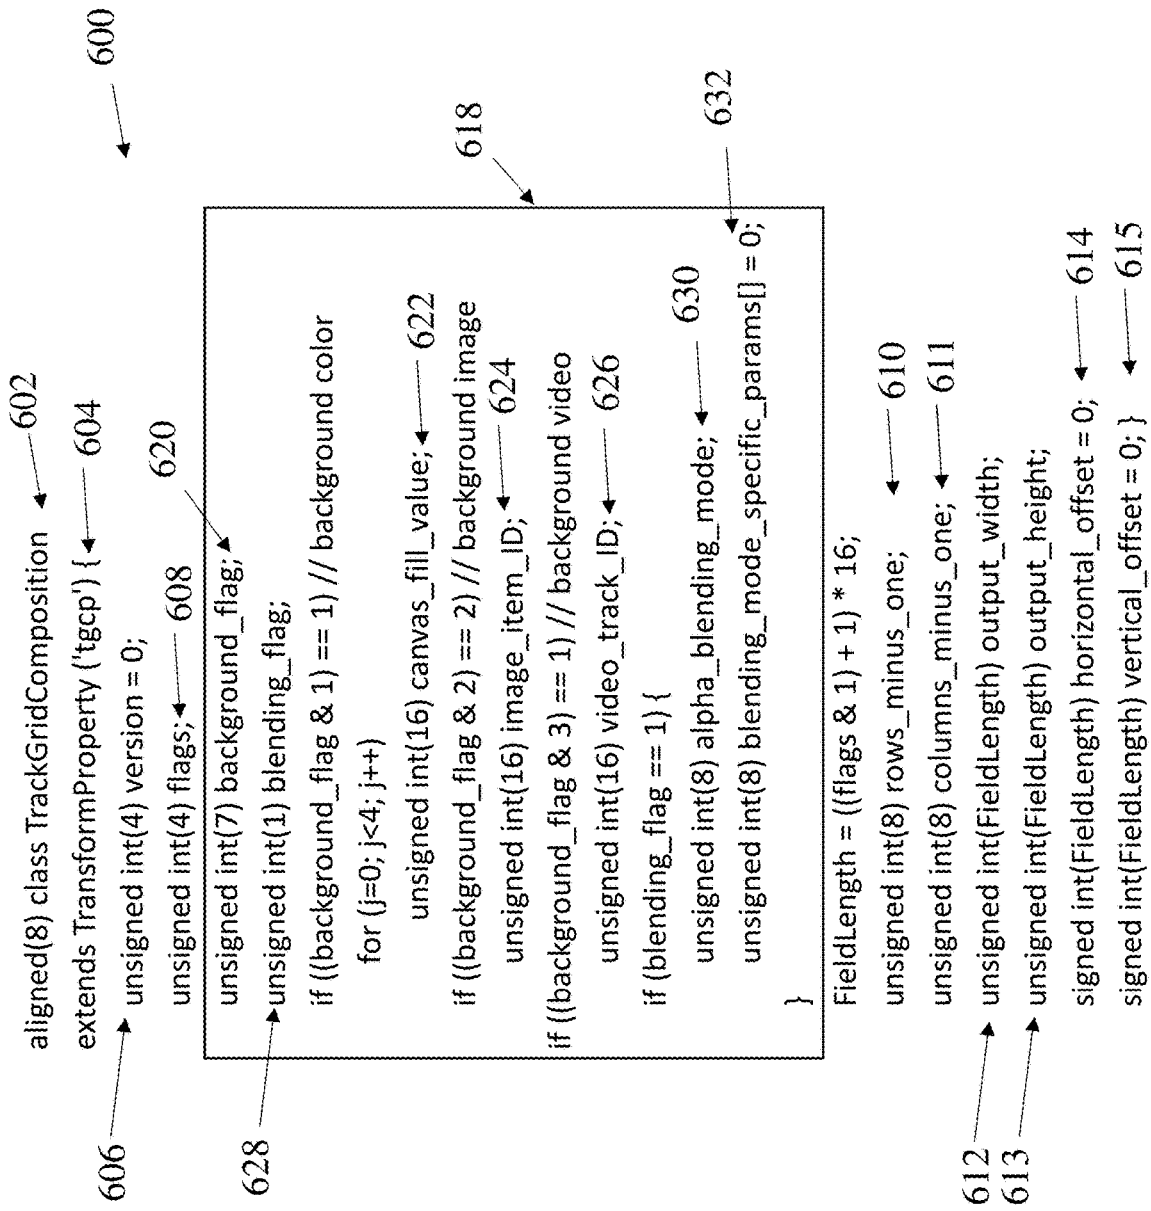 600
aligned(8) class TrackGridComposition 602
extends TransformProperty ('tgcp') { 604
606 unsigned int(4) version = 0;
unsigned int(4) flags; 608
618
unsigned int(7) background_flag; 620
628 unsigned int(1) blending_flag;
if ((background_flag & 1) == 1) // background color
for (j=0; j<4; j++)
unsigned int(16) canvas_fill_value; 622
if ((background_flag & 2) == 2) // background image
unsigned int(16) image_item_ID; 624
if ((background_flag & 3) == 1) // background video
unsigned int(16) video_track_ID; 626
if (blending_flag == 1) {
unsigned int(8) alpha_blending_mode; 630
unsigned int(8) blending_mode_specific_params[] = 0; 632
}
FieldLength = ((flags & 1) + 1) * 16;
unsigned int(8) rows_minus_one; 610
unsigned int(8) columns_minus_one; 611
612 unsigned int(FieldLength) output_width;
613 unsigned int(FieldLength) output_height;
signed int(FieldLength) horizontal_offset = 0; 614
signed int(FieldLength) vertical_offset = 0; } 615